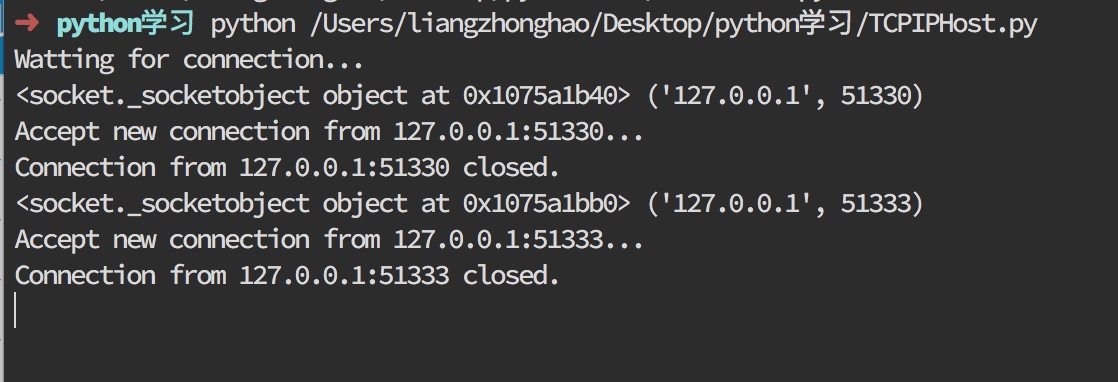 ➜ python学习 python /Users/liangzhonghao/Desktop/python学习/TCPIPHost.py
Watting for connection...
<socket._socketobject object at 0x1075a1b40> ('127.0.0.1', 51330)
Accept new connection from 127.0.0.1:51330...
Connection from 127.0.0.1:51330 closed.
<socket._socketobject object at 0x1075a1bb0> ('127.0.0.1', 51333)
Accept new connection from 127.0.0.1:51333...
Connection from 127.0.0.1:51333 closed.